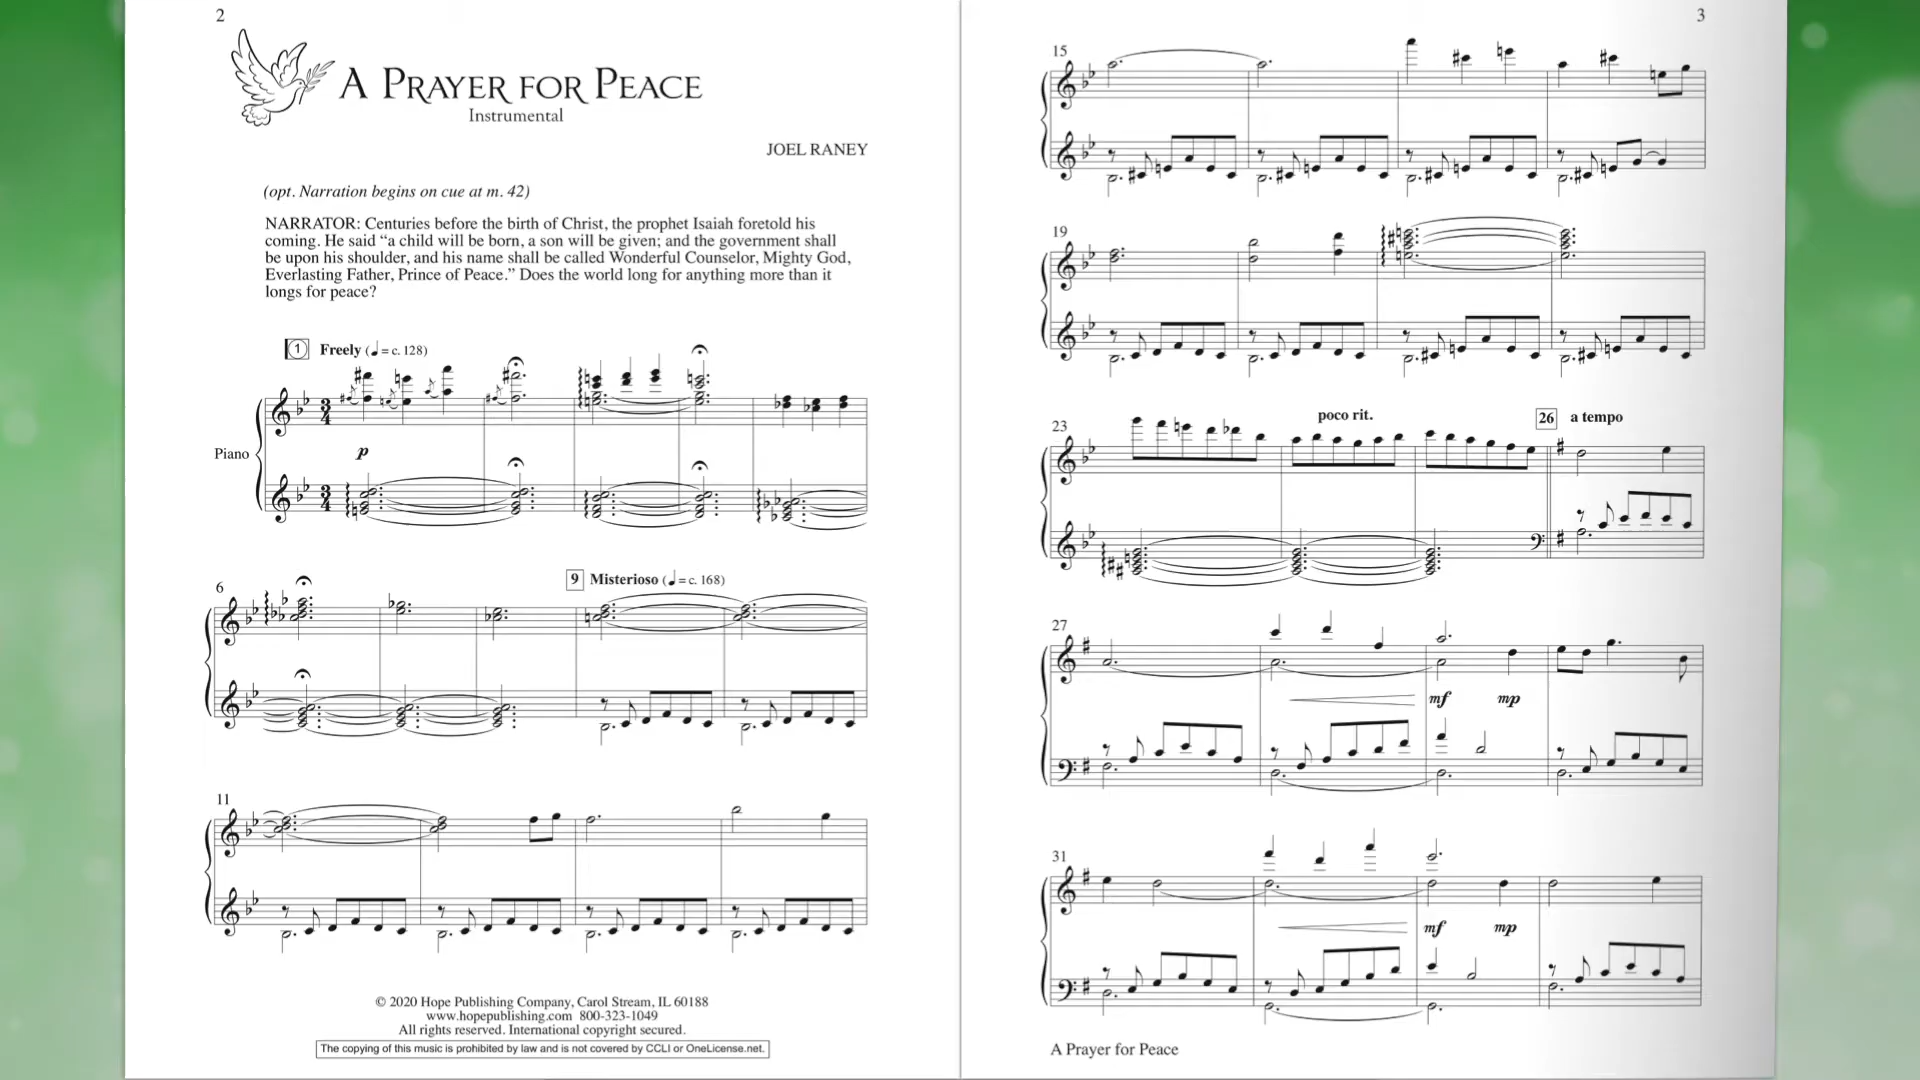 2
A PRAYER FOR PEACE
Instrumental
JOEL RANEY
(opt. Narration begins on cue at m. 42)
NARRATOR: Centuries before the birth of Christ, the prophet Isaiah foretold his
coming. He said “a child will be born, a son will be given; and the government shall
be upon his shoulder, and his name shall be called Wonderful Counselor, Mighty God,
Everlasting Father, Prince of Peace.” Does the world long for anything more than it
longs for peace?
1 Freely (♩ = c. 128)
Piano
p
6
9 Misterioso (♩ = c. 168)
11
© 2020 Hope Publishing Company, Carol Stream, IL 60188
www.hopepublishing.com 800-323-1049
All rights reserved. International copyright secured.
The copying of this music is prohibited by law and is not covered by CCLI or OneLicense.net.
3
15
19
23
poco rit.
26 a tempo
27
mf mp
31
mf mp
A Prayer for Peace